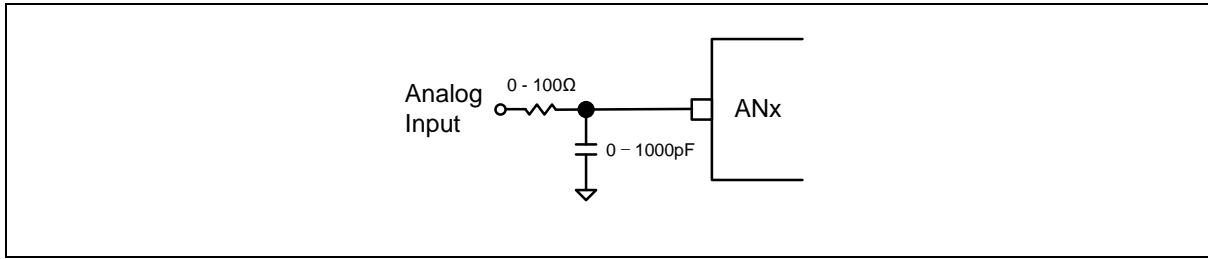 Analog
Input
0 - 100Ω
0 – 1000pF
ANx